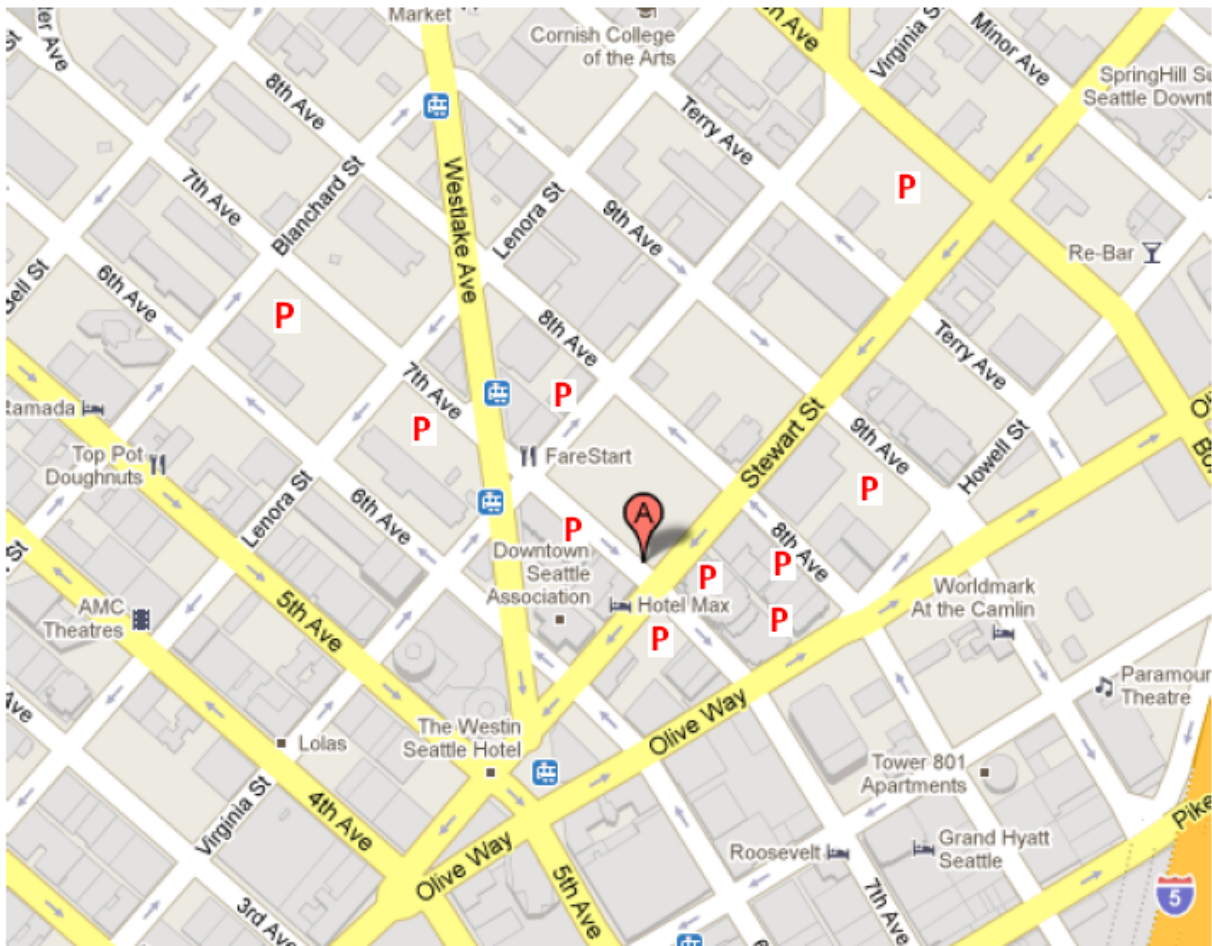 Market
Cornish College
of the Arts
Virginia St
Minor Ave
Ave
8th Ave
Terry Ave
SpringHill
Seattle
7th Ave
Blanchard St
Westlake Ave
Lenora St
9th Ave
P
Re-Bar
6th Ave
P
8th Ave
Terry Ave
7th Ave
P
P
Ramada
Top Pot
Doughnuts
FareStart
Stewart St
9th Ave
Howell St
P
Lenora St
6th Ave
A
P
8th Ave
Downtown
Seattle
Association
P
P
Hotel Max
P
P
Worldmark
At the Camlin
AMC
Theatres
5th Ave
Theatre
The Westin
Seattle Hotel
Olive Way
Lolas
Tower 801
Apartments
Virginia St
4th Ave
Olive Way
Roosevelt
Grand Hyatt
Seattle
Pike
5
3rd Ave
5th Ave
7th Ave